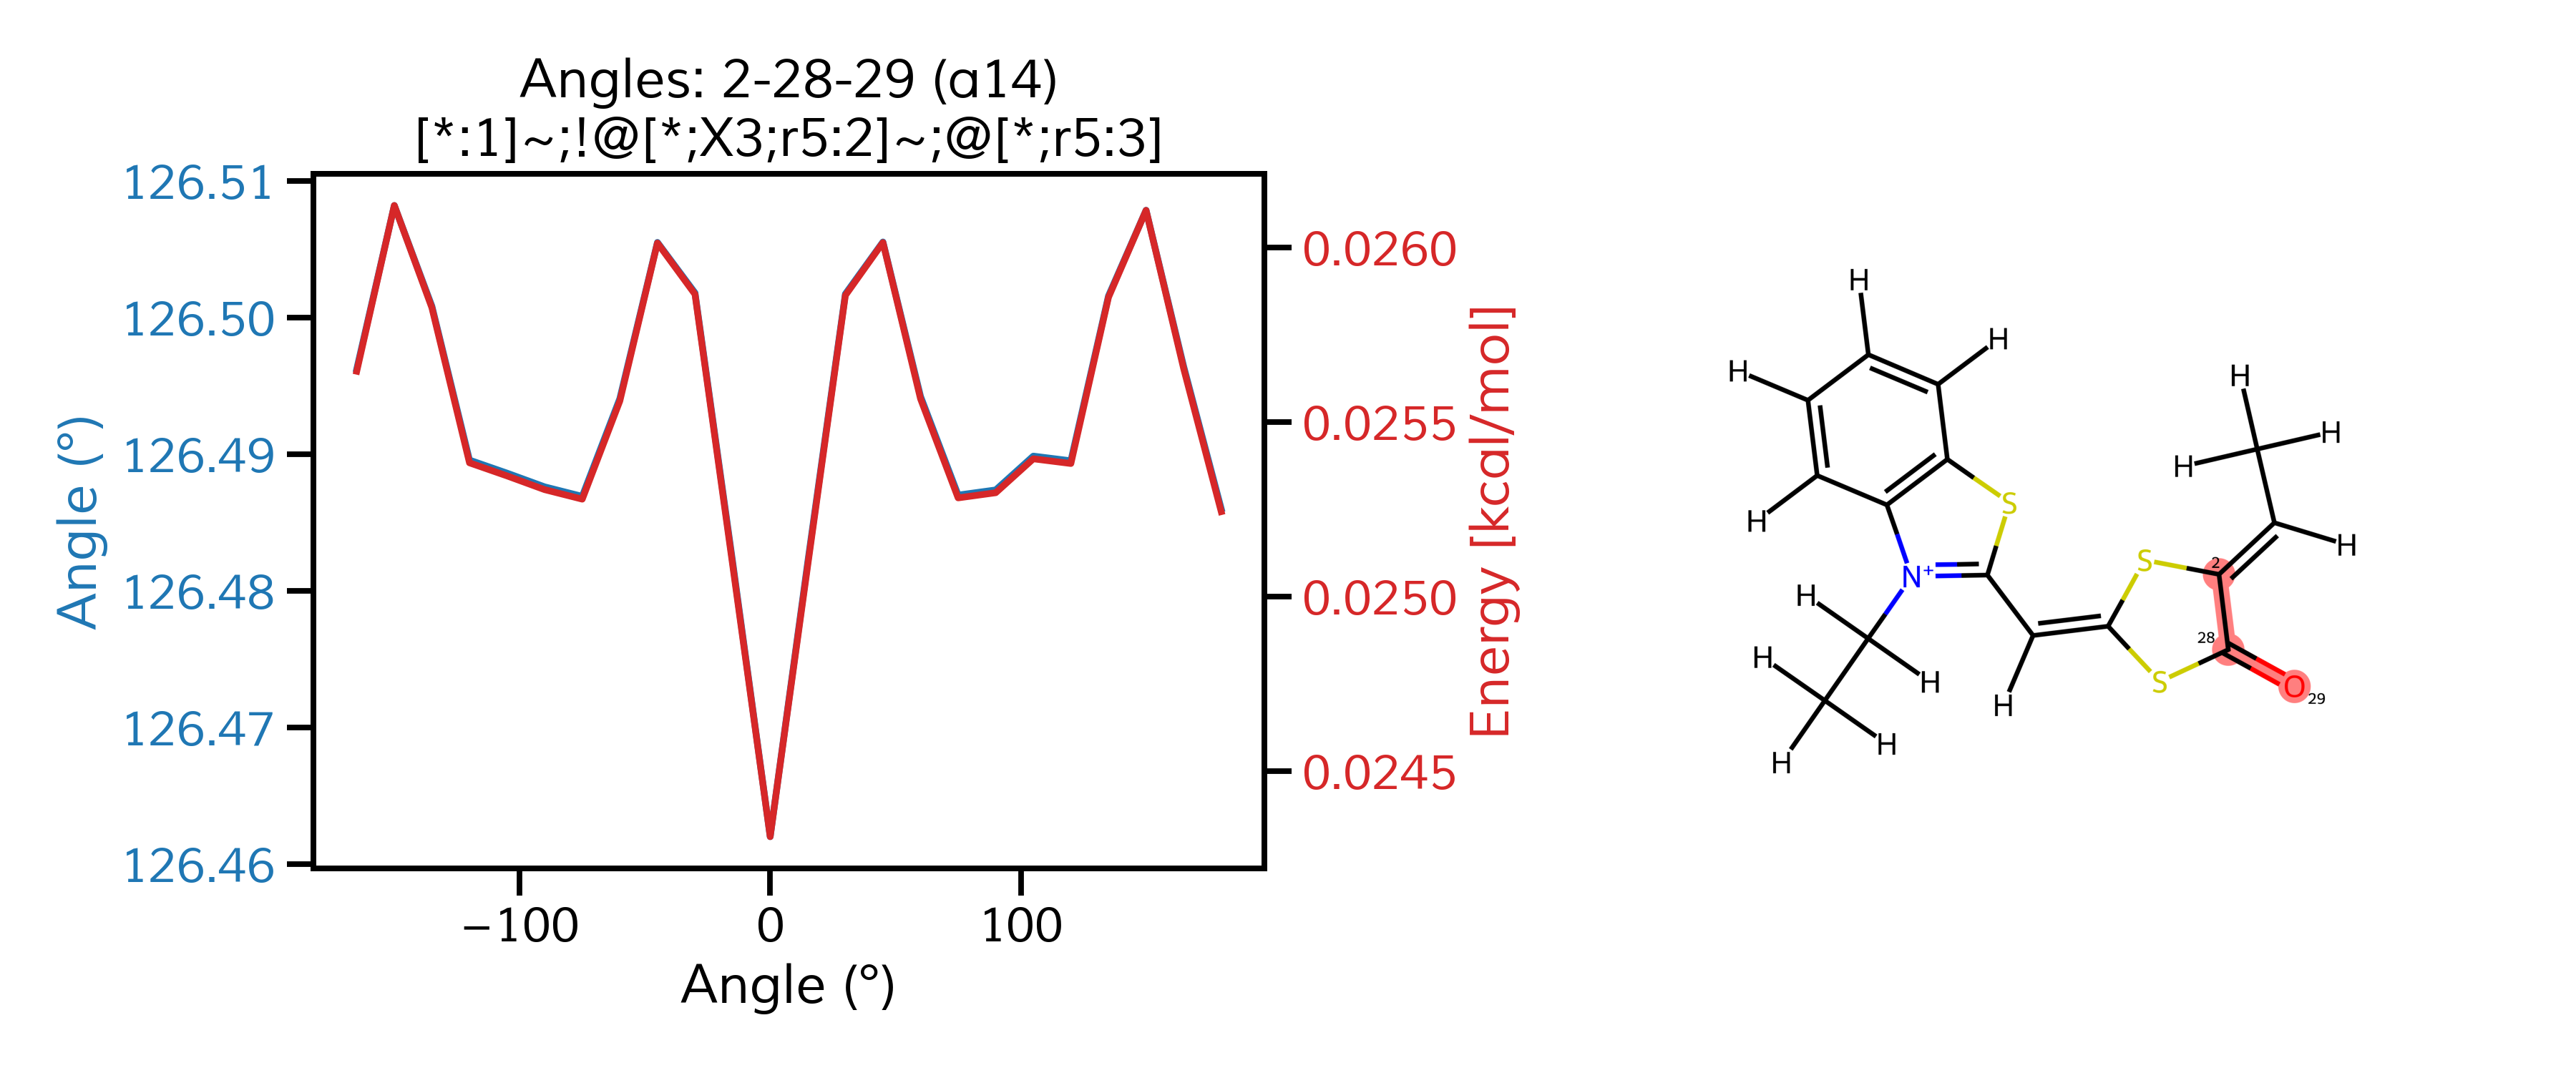 Angles: 2-28-29 (a14)
[*:1]~;!@[*;X3;r5:2]~;@[*;r5:3]
126.51
126.50
126.49
126.48
126.47
126.46
Angle (°)
−100
0
100
Angle (°)
0.0260
0.0255
0.0250
0.0245
Energy [kcal/mol]
H
H
H
H
H
H
H
S
S
2
H
N+
H
28
H
S
O
29
H
H
H
H